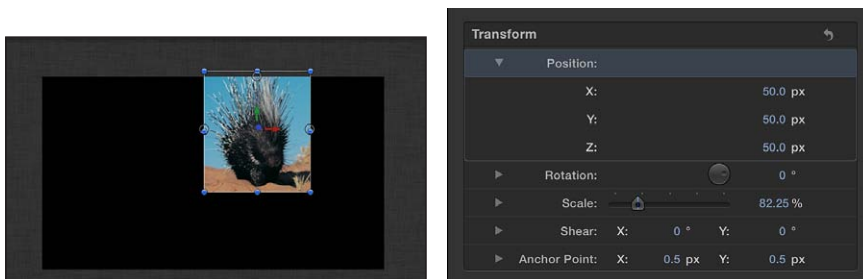 Transform
Position:
X: 50.0 px
Y: 50.0 px
Z: 50.0 px
Rotation: 0 °
Scale: 82.25 %
Shear: X: 0 ° Y: 0 °
Anchor Point: X: 0.5 px Y: 0.5 px